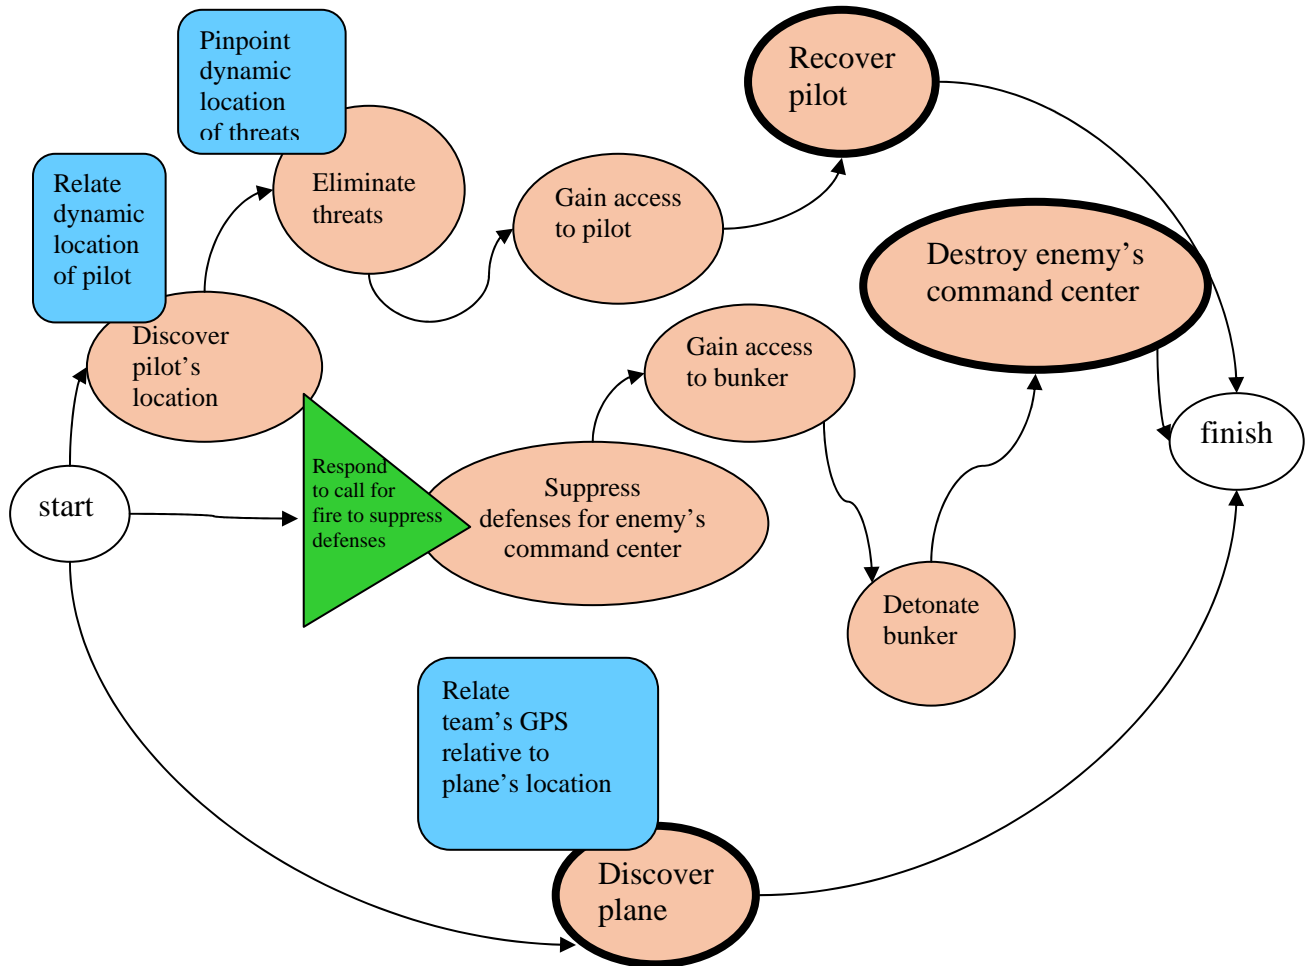 Pinpoint
dynamic
location
of threats
Recover
pilot
Relate
dynamic
location
of pilot
Eliminate
threats
Gain access
to pilot
Destroy enemy’s
command center
Discover
pilot’s
location
Gain access
to bunker
finish
start
Respond
to call for
fire to suppress
defenses
Suppress
defenses for enemy’s
command center
Detonate
bunker
Relate
team’s GPS
relative to
plane’s location
Discover
plane